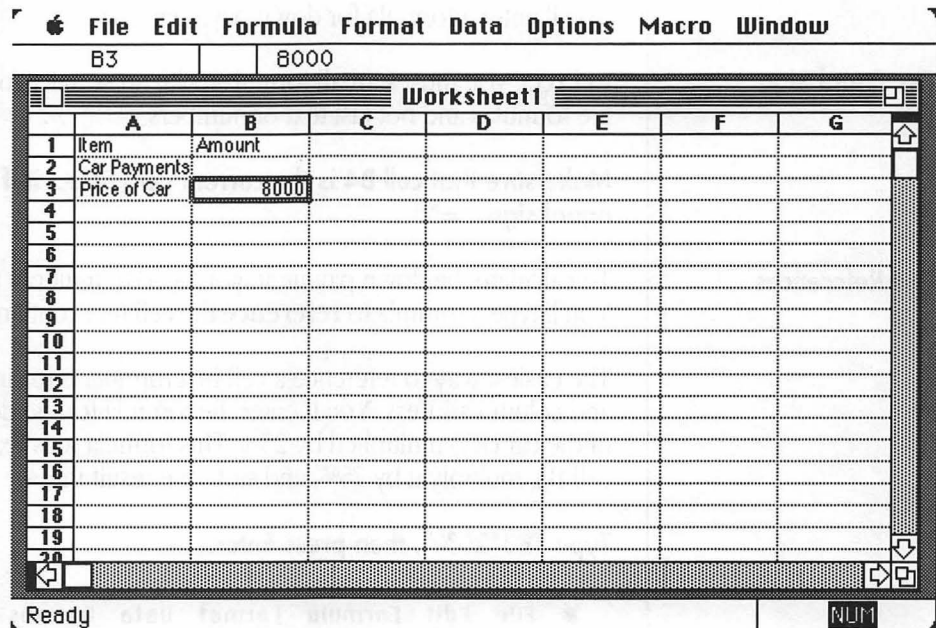 File Edit Formula Format Data Options Macro Window
B3 8000
Worksheet1
A B C D E F G
1 Item Amount
2 Car Payments
3 Price of Car 8000
4
5
6
7
8
9
10
11
12
13
14
15
16
17
18
19
20
Ready NUM